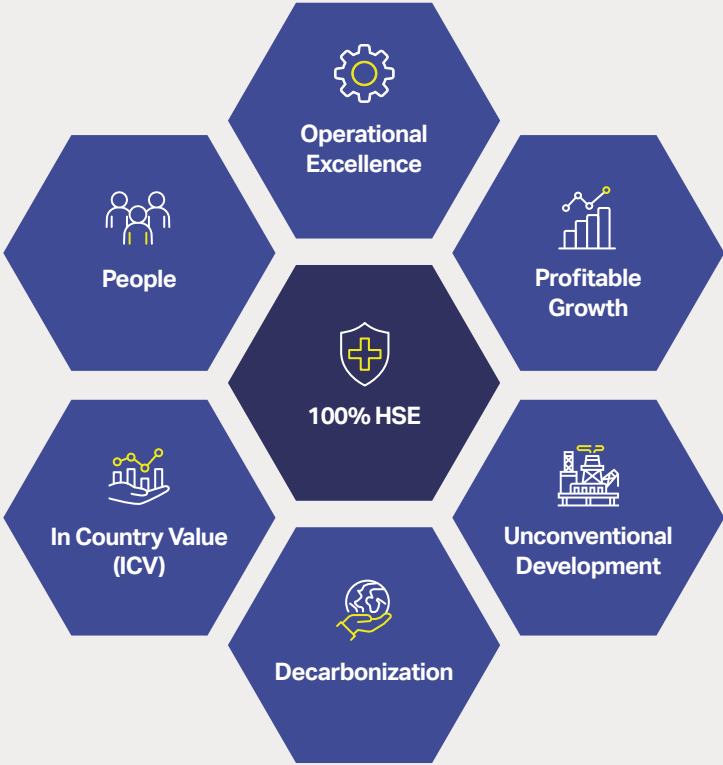 Operational
Excellence
People
Profitable
Growth
100% HSE
In Country Value
(ICV)
Unconventional
Development
Decarbonization